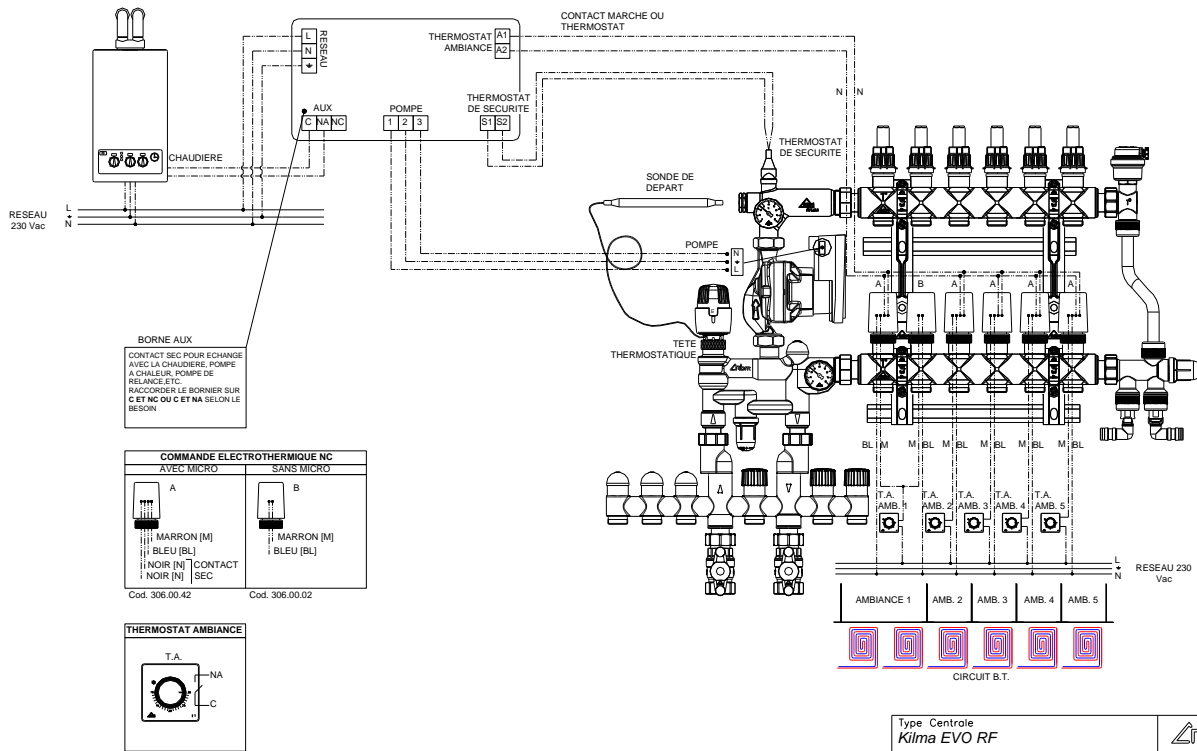 CONTACT MARCHE OU
THERMOSTAT
L
N
RESEAU
THERMOSTAT
AMBIANCE
A1
A2
AUX
C NA NC
POMPE
1 2 3
THERMOSTAT
DE SECURITE
S1 S2
N N
CHAUDIERE
THERMOSTAT
DE SECURITE
SONDE DE
DEPART
RESEAU
230 Vac
L
N
POMPE
N
L
A B A A A A
TETE
THERMOSTATIQUE
BORNE AUX
CONTACT SEC POUR ECHANGE
AVEC LA CHAUDIERE, POMPE
A CHALEUR, POMPE DE
RELANCE,ETC.
RACCORDER LE BORNIER SUR
C ET NC OU C ET NA SELON LE
BESOIN
BL M M BL M BL M BL M BL M BL
COMMANDE ELECTROTHERMIQUE NC
AVEC MICRO SANS MICRO
A B
MARRON [M]
BLEU [BL]
NOIR [N]
NOIR [N]
CONTACT
SEC
MARRON [M]
BLEU [BL]
Cod. 306.00.42 Cod. 306.00.02
T.A.
AMB. 1
T.A.
AMB. 2
T.A.
AMB. 3
T.A.
AMB. 4
T.A.
AMB. 5
L
N
RESEAU 230
Vac
AMBIANCE 1 AMB. 2 AMB. 3 AMB. 4 AMB. 5
CIRCUIT B.T.
THERMOSTAT AMBIANCE
T.A.
NA
C
Type Centrale
Kilma EVO RF